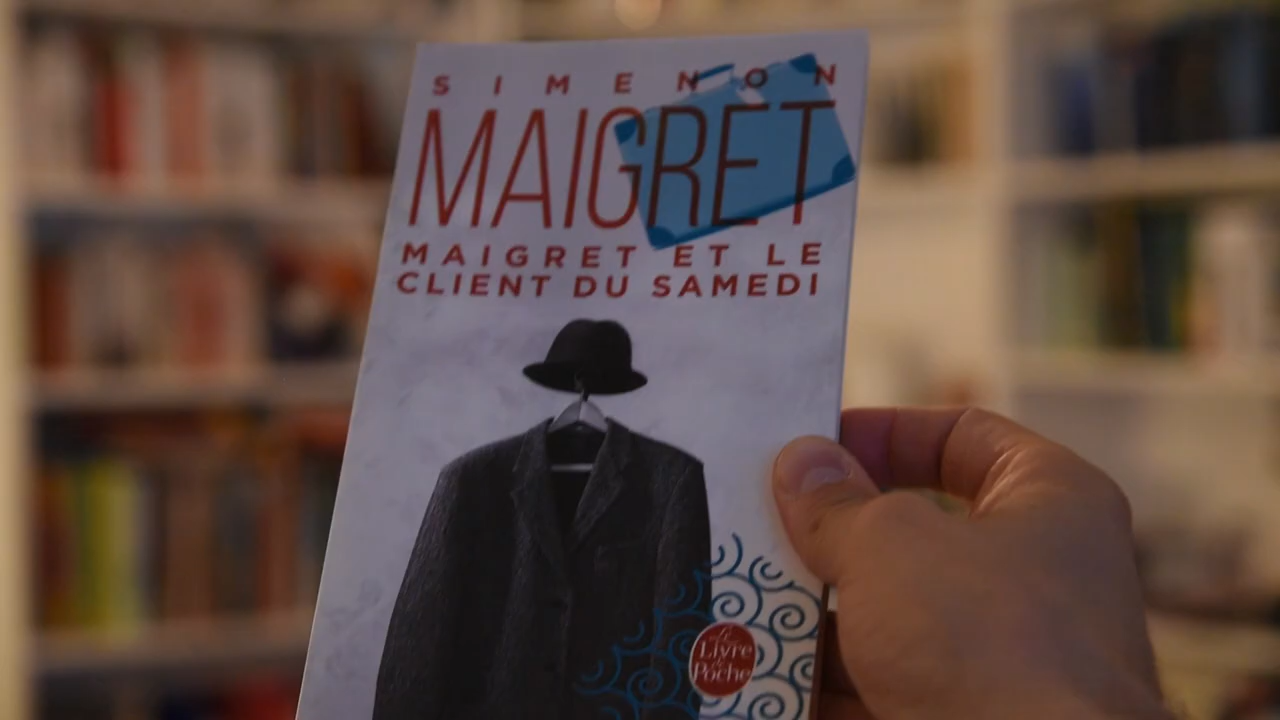 SIMENON
MAIGRET
MAIGRET ET LE
CLIENT DU SAMEDI
Le
Livre
de
Poche